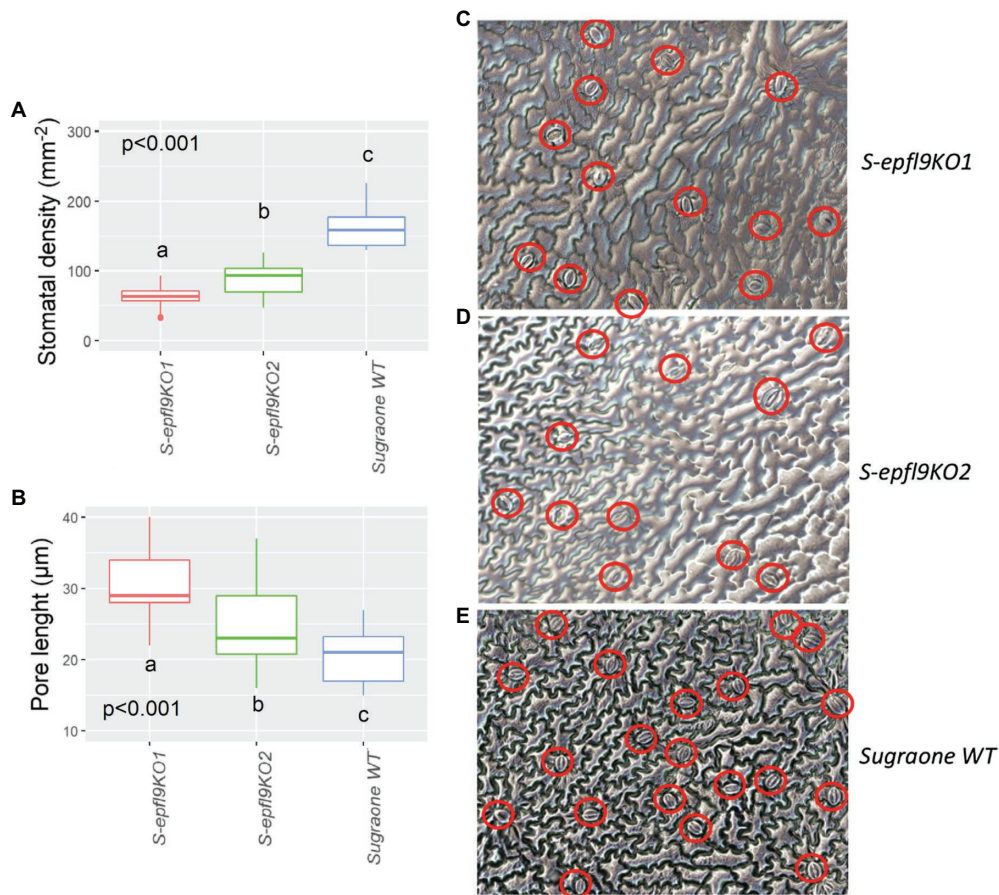 A
Stomatal density (mm-2)
300
200
100
0
p<0.001
a
b
c
S-epfl9KO1
S-epfl9KO2
Sugraone WT
B
Pore lenght (µm)
40
30
20
10
a
b
c
p<0.001
S-epfl9KO1
S-epfl9KO2
Sugraone WT
C
S-epfl9KO1
D
S-epfl9KO2
E
Sugraone WT